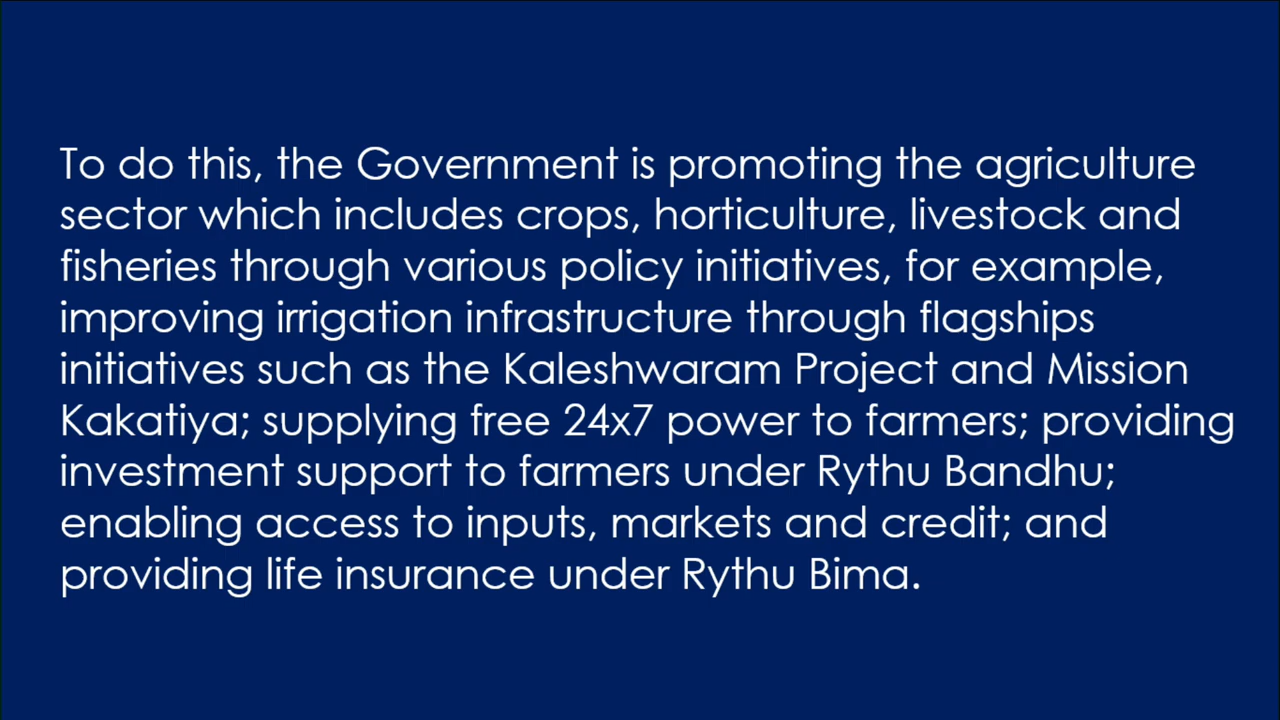 To do this, the Government is promoting the agriculture
sector which includes crops, horticulture, livestock and
fisheries through various policy initiatives, for example,
improving irrigation infrastructure through flagships
initiatives such as the Kaleshwaram Project and Mission
Kakatiya; supplying free 24x7 power to farmers; providing
investment support to farmers under Rythu Bandhu;
enabling access to inputs, markets and credit; and
providing life insurance under Rythu Bima.